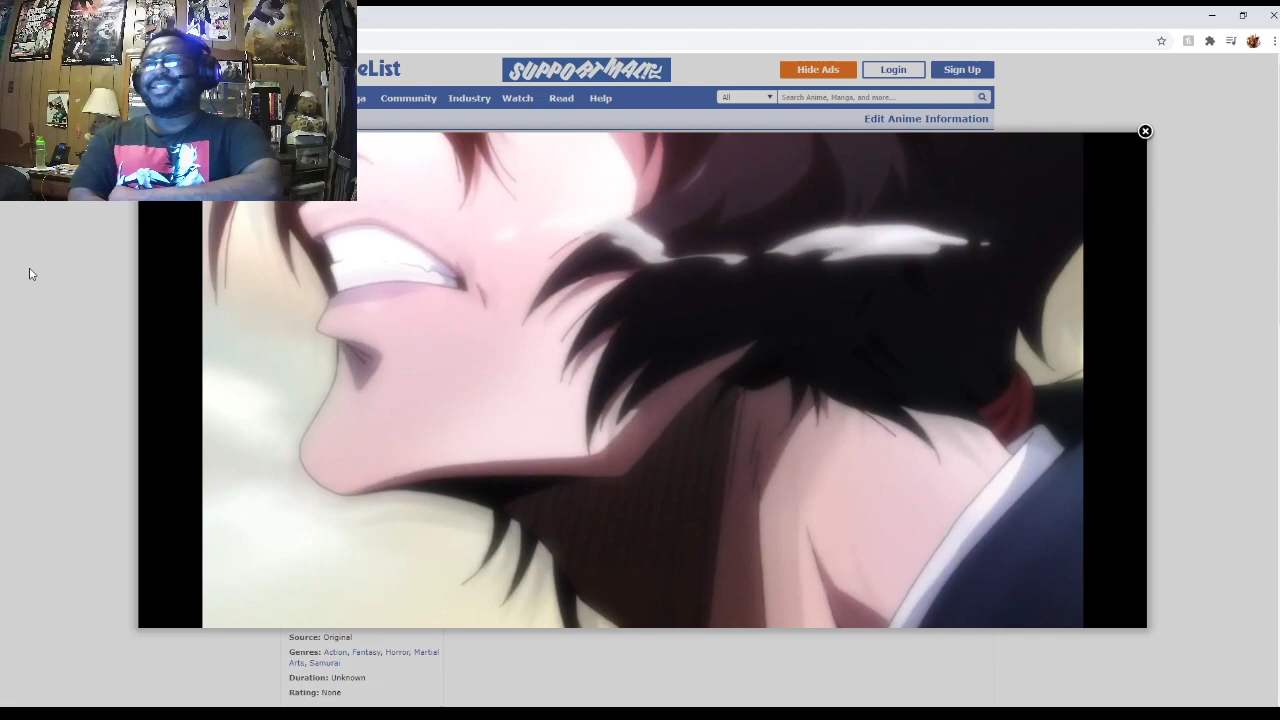 eList
SUPPORT MAL
Hide Ads
Login
Sign Up
ga
Community
Industry
Watch
Read
Help
All
Search Anime, Manga, and more...
Edit Anime Information
Source: Original
Genres: Action, Fantasy, Horror, Martial
Arts, Samurai
Duration: Unknown
Rating: None